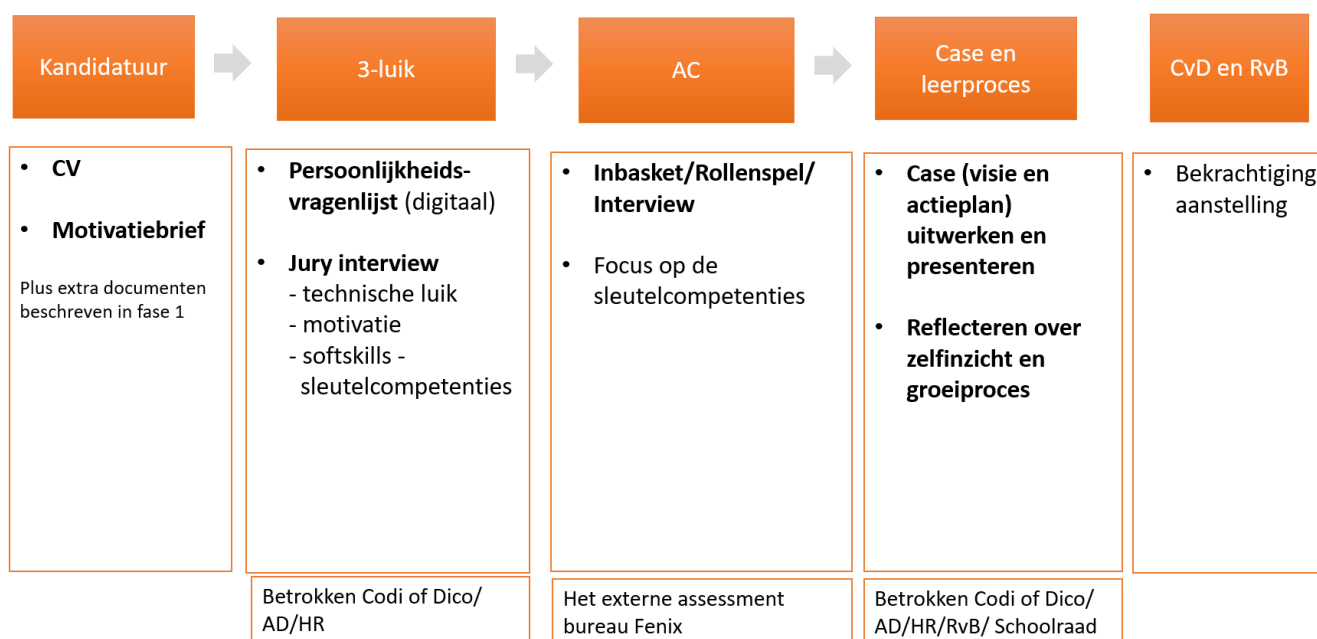 Kandidatuur
3-luik
AC
Case en
leerproces
CvD en RvB
• CV
• Motivatiebrief
Plus extra documenten
beschreven in fase 1
• Persoonlijkheids-
vragenlijst (digitaal)
• Jury interview
- technische luik
- motivatie
- softskills -
sleutelcompetenties
• Inbasket/Rollenspel/
Interview
• Focus op de
sleutelcompetenties
• Case (visie en
actieplan)
uitwerken en
presenteren
• Reflecteren over
zelfinzicht en
groeiproces
• Bekrachtiging
aanstelling
Betrokken Codi of Dico/
AD/HR
Het externe assessment
bureau Fenix
Betrokken Codi of Dico/
AD/HR/RvB/ Schoolraad